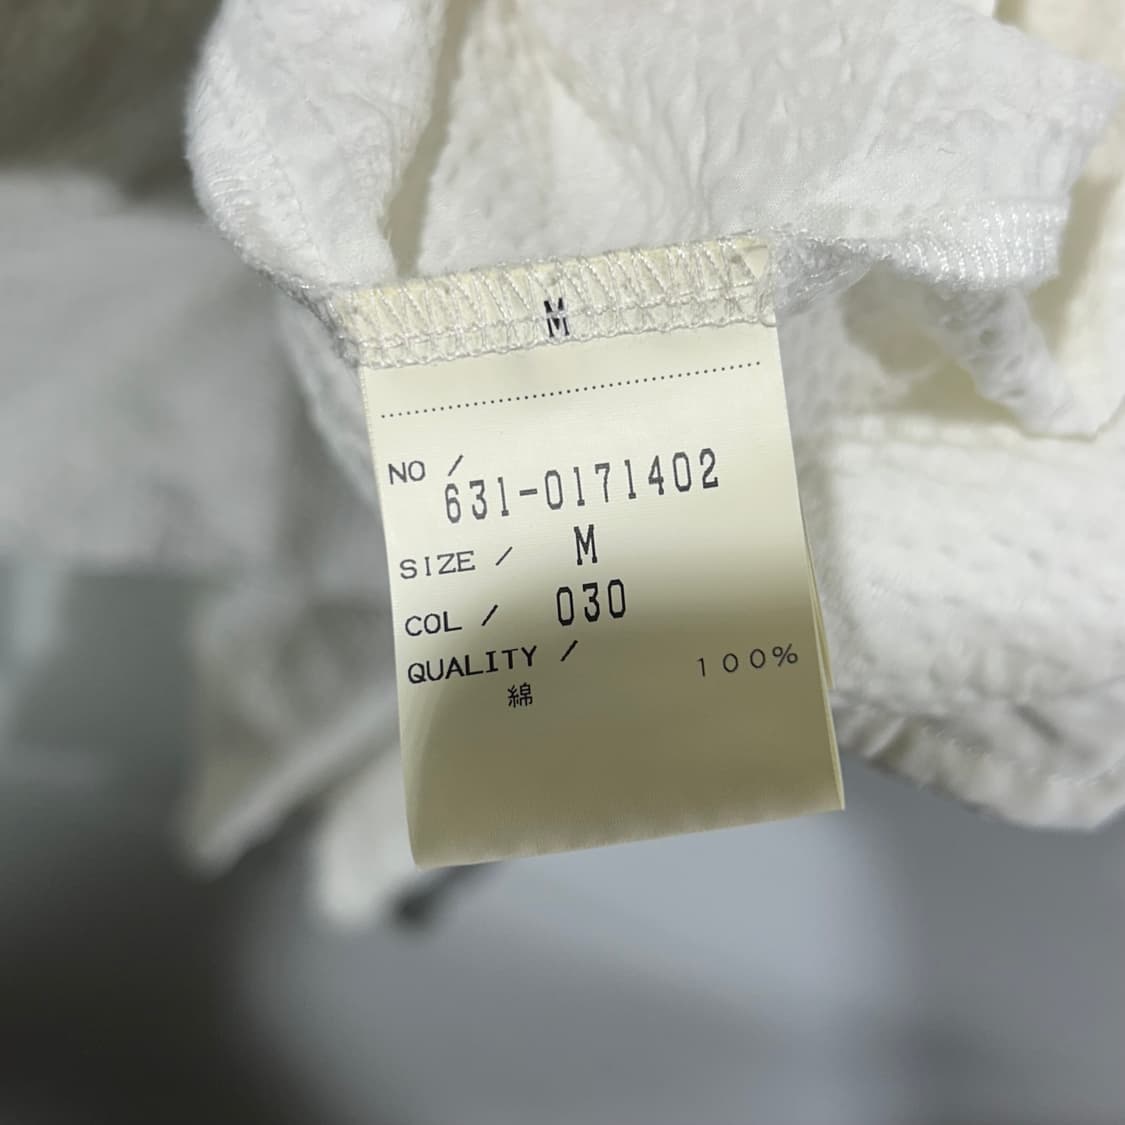 M
NO /
631-0171402
SIZE / M
COL / 030
QUALITY /
100%
綿